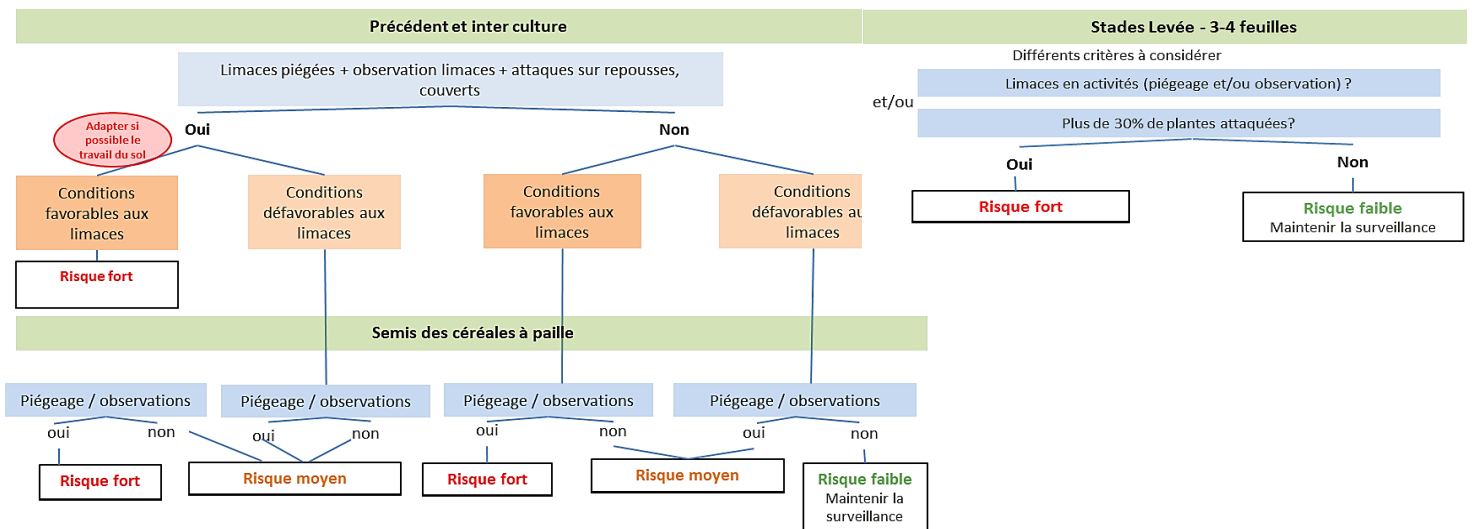 Précédent et inter culture
Limaces piégées + observation limaces + attaques sur repousses,
couverts
Adapter si
possible le
travail du sol
Oui
Non
Conditions
favorables aux
limaces
Conditions
défavorables aux
limaces
Conditions
favorables aux
limaces
Conditions
défavorables au
limaces
Risque fort
Stades Levée - 3-4 feuilles
Différents critères à considérer
Limaces en activités (piégeage et/ou observation) ?
et/ou
Plus de 30% de plantes attaquées?
Oui
Non
Risque fort
Risque faible
Maintenir la surveillance
Semis des céréales à paille
Piégeage / observations
Piégeage / observations
Piégeage / observations
Piégeage / observations
oui
non
oui
non
oui
non
oui
non
Risque fort
Risque moyen
Risque fort
Risque moyen
Risque faible
Maintenir la
surveillance